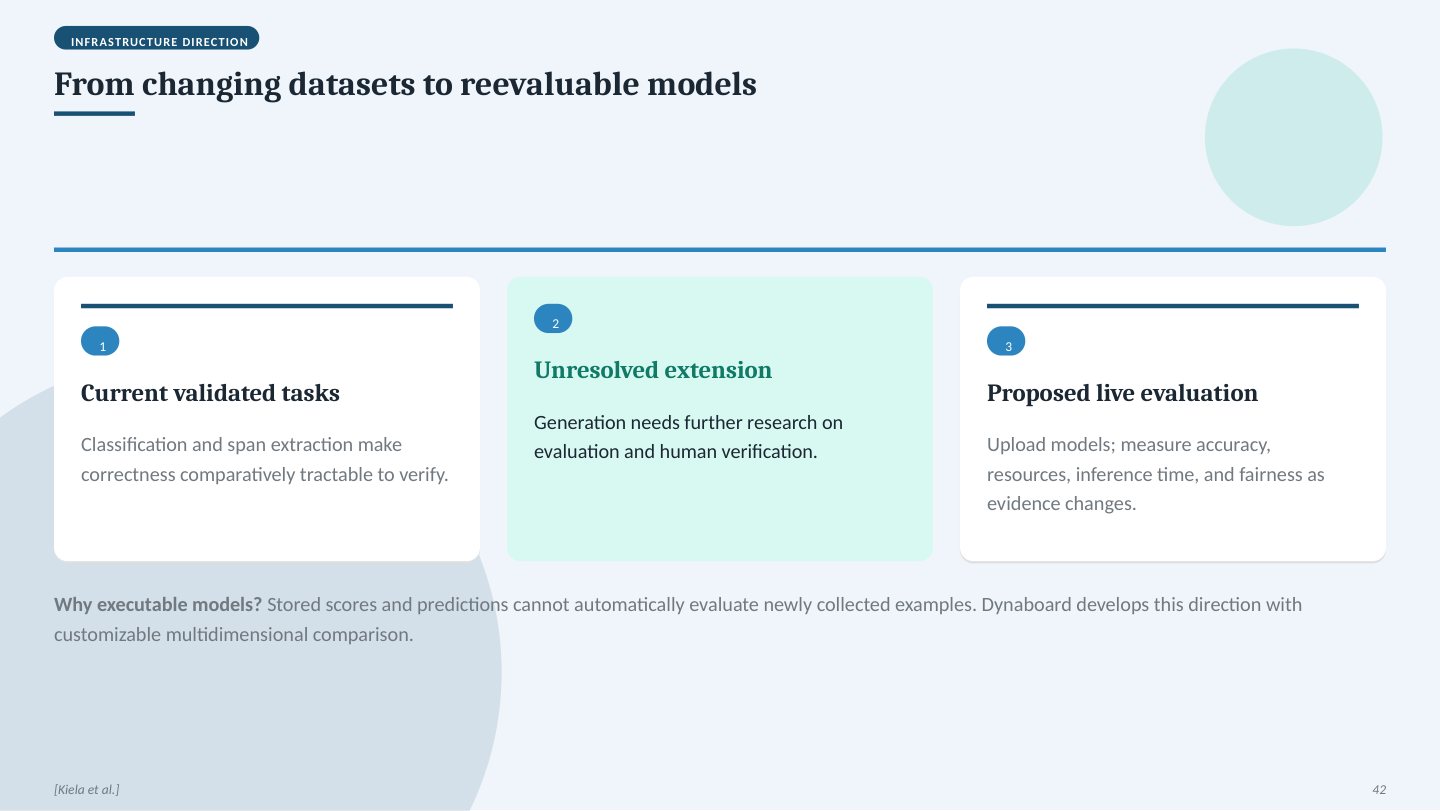 INFRASTRUCTURE DIRECTION
From changing datasets to reevaluable models
1
Current validated tasks
Classification and span extraction make
correctness comparatively tractable to verify.
2
Unresolved extension
Generation needs further research on
evaluation and human verification.
3
Proposed live evaluation
Upload models; measure accuracy,
resources, inference time, and fairness as
evidence changes.
Why executable models? Stored scores and predictions cannot automatically evaluate newly collected examples. Dynaboard develops this direction with
customizable multidimensional comparison.
[Kiela et al.]
42